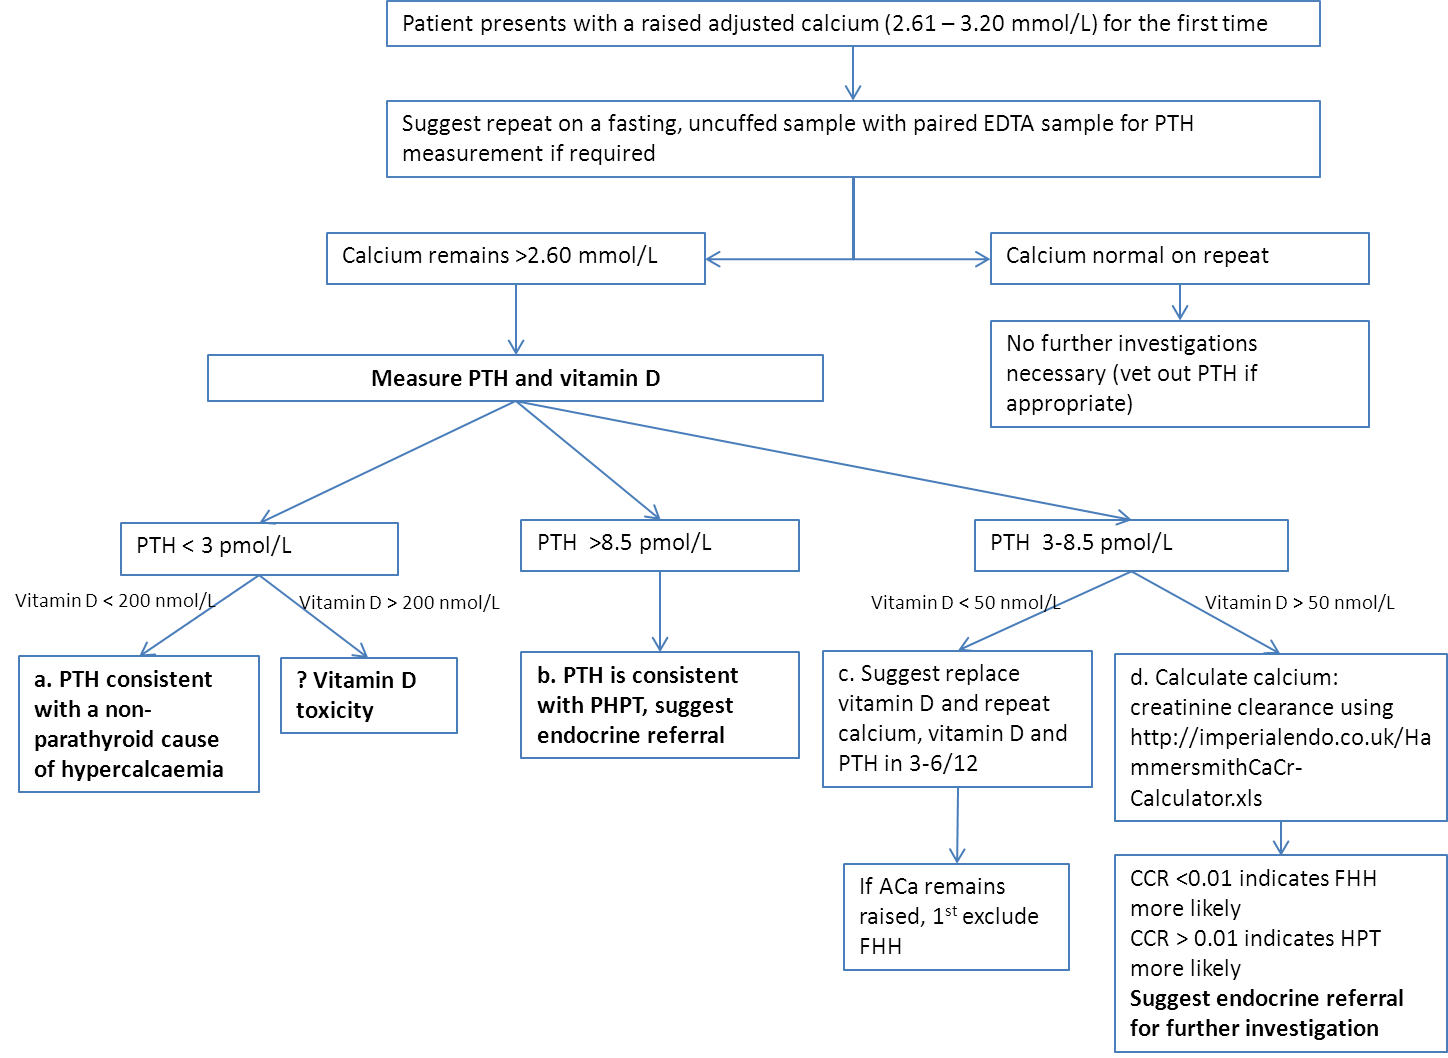 Patient presents with a raised adjusted calcium (2.61 – 3.20 mmol/L) for the first time
Suggest repeat on a fasting, uncuffed sample with paired EDTA sample for PTH
measurement if required
Calcium remains >2.60 mmol/L
Calcium normal on repeat
No further investigations
necessary (vet out PTH if
appropriate)
Measure PTH and vitamin D
PTH < 3 pmol/L
PTH >8.5 pmol/L
PTH 3-8.5 pmol/L
Vitamin D < 200 nmol/L
Vitamin D > 200 nmol/L
Vitamin D < 50 nmol/L
Vitamin D > 50 nmol/L
a. PTH consistent
with a non-
parathyroid cause
of hypercalcaemia
? Vitamin D
toxicity
b. PTH is consistent
with PHPT, suggest
endocrine referral
c. Suggest replace
vitamin D and repeat
calcium, vitamin D and
PTH in 3-6/12
d. Calculate calcium:
creatinine clearance using
http://imperialendo.co.uk/Ha
mmersmithCaCr-
Calculator.xls
If ACa remains
raised, 1st exclude
FHH
CCR <0.01 indicates FHH
more likely
CCR > 0.01 indicates HPT
more likely
Suggest endocrine referral
for further investigation